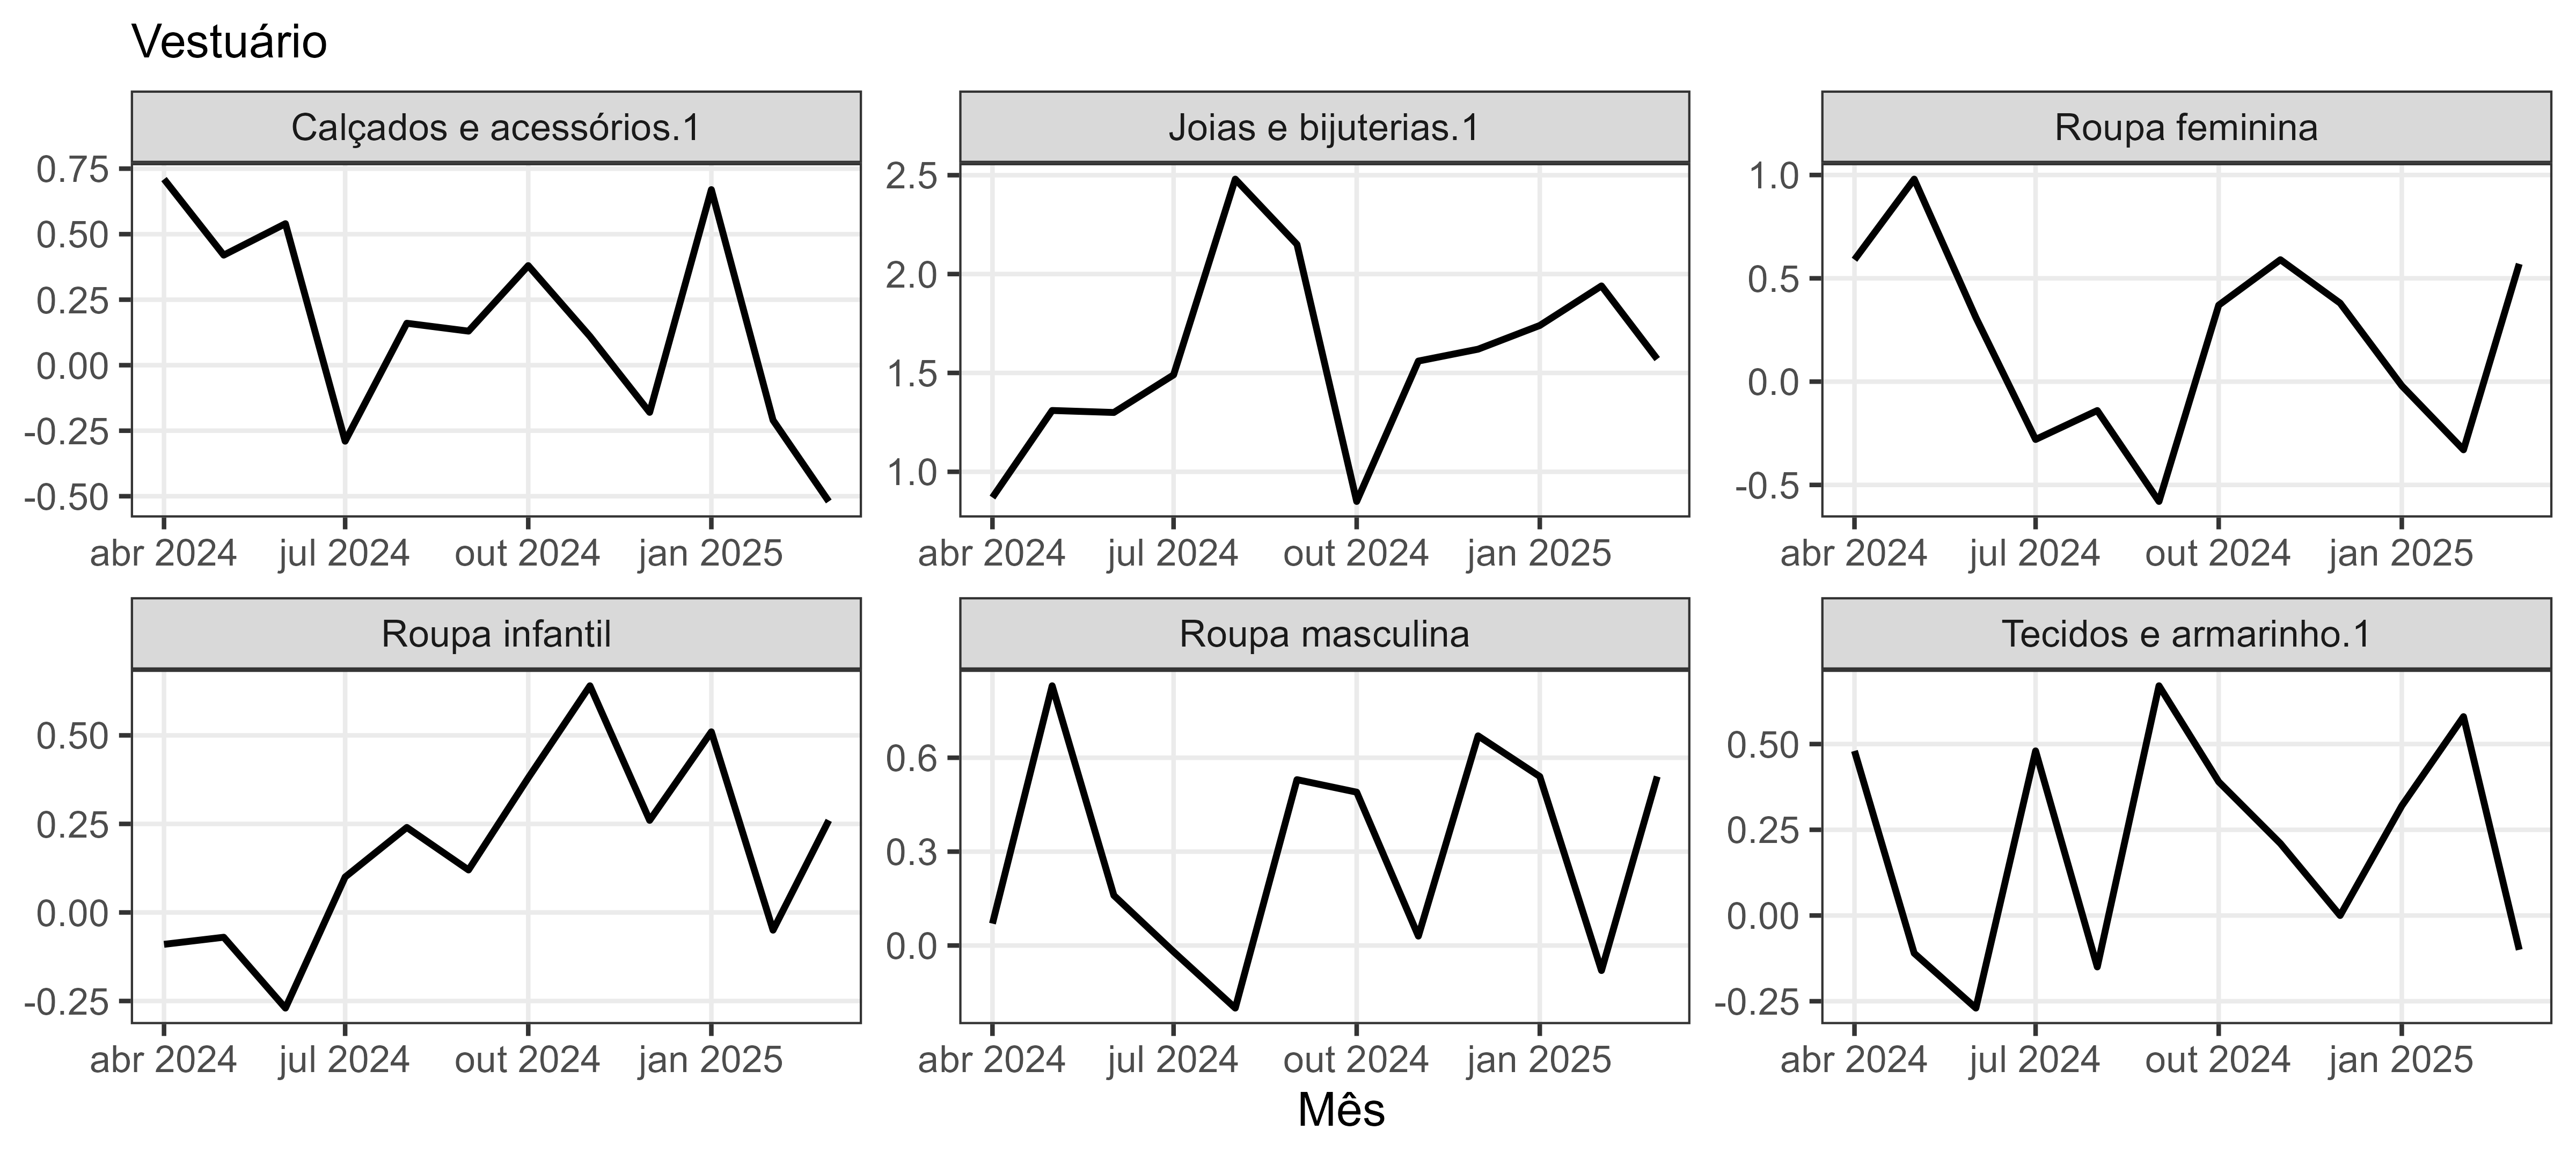 Vestuário
Calçados e acessórios.1
Joias e bijuterias.1
Roupa feminina
0.75
0.50
0.25
0.00
-0.25
-0.50
abr 2024 jul 2024 out 2024 jan 2025
2.5
2.0
1.5
1.0
abr 2024 jul 2024 out 2024 jan 2025
1.0
0.5
0.0
-0.5
abr 2024 jul 2024 out 2024 jan 2025
Roupa infantil
Roupa masculina
Tecidos e armarinho.1
0.50
0.25
0.00
-0.25
abr 2024 jul 2024 out 2024 jan 2025
0.6
0.3
0.0
abr 2024 jul 2024 out 2024 jan 2025
0.50
0.25
0.00
-0.25
abr 2024 jul 2024 out 2024 jan 2025
Mês